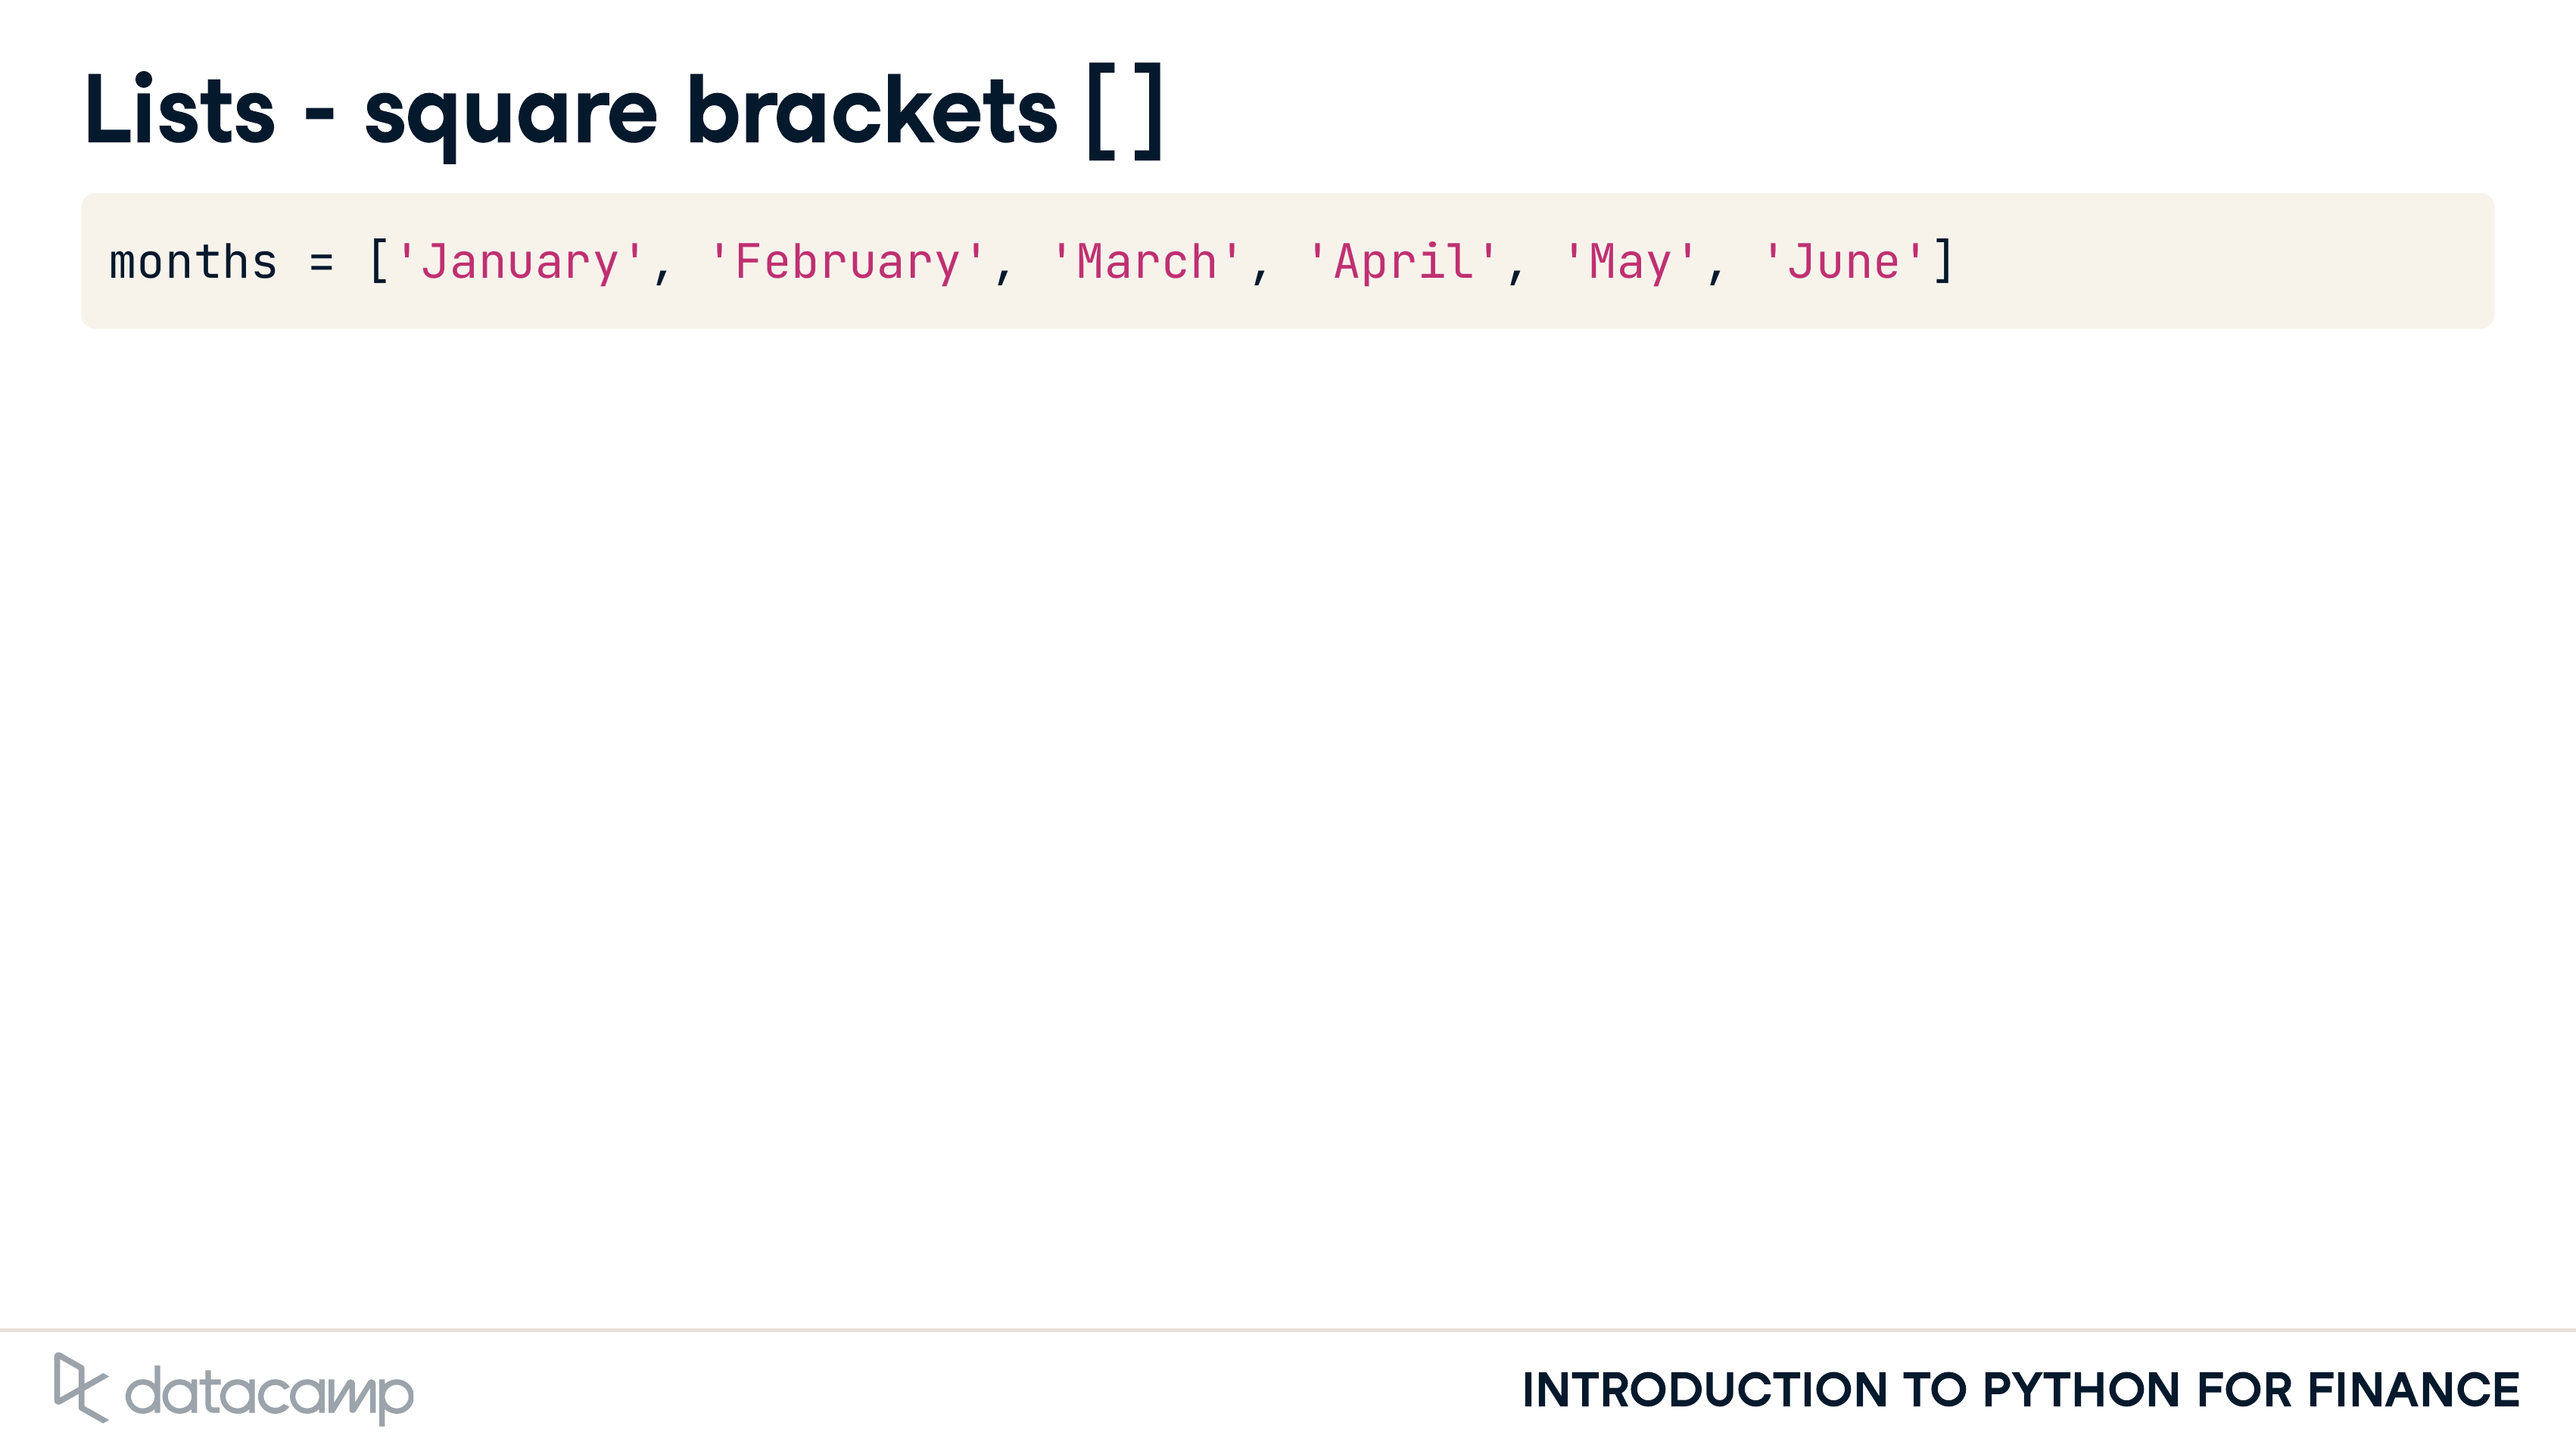 Lists - square brackets []
months = ['January', 'February', 'March', 'April', 'May', 'June']
datacamp
INTRODUCTION TO PYTHON FOR FINANCE